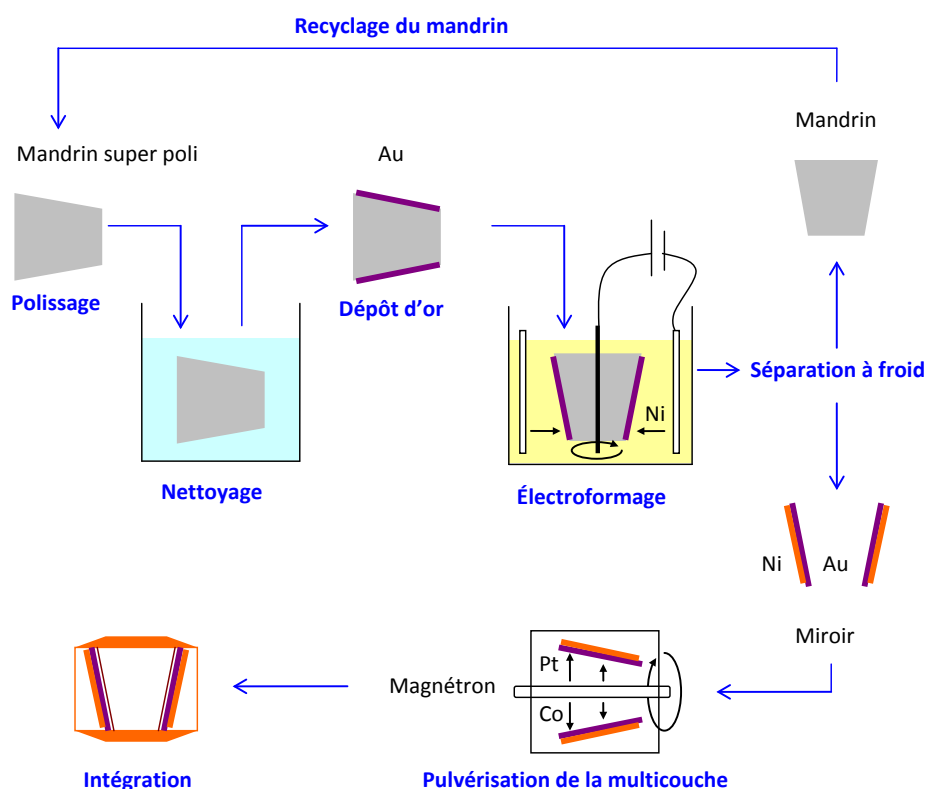 Recyclage du mandrin
Mandrin
Mandrin super poli
Au
Polissage
Dépôt d'or
Séparation à froid
Ni
Nettoyage
Électroformage
Ni
Au
Miroir
Pt
Magnétron
Co
Intégration
Pulvérisation de la multicouche